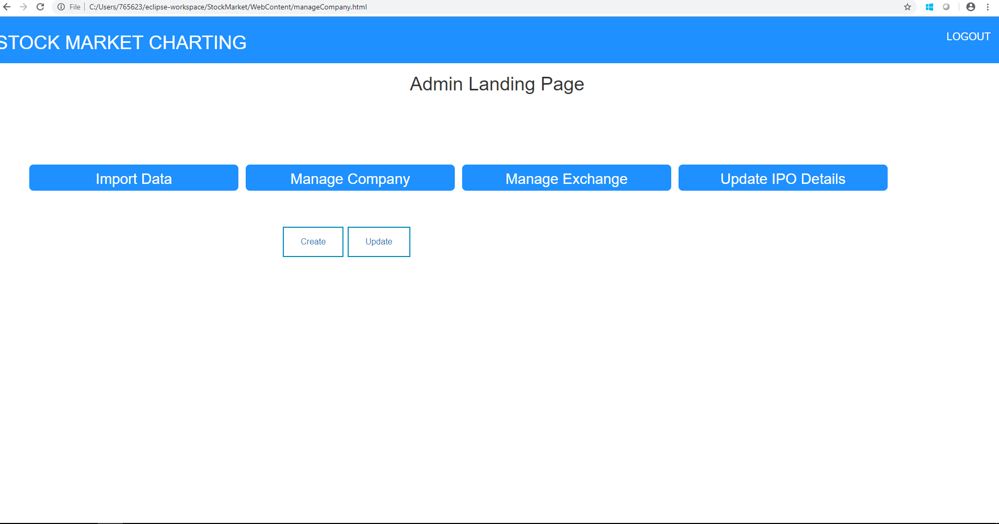 File C:/Users/765623/eclipse-workspace/StockMarket/WebContent/manageCompany.html
STOCK MARKET CHARTING
LOGOUT
Admin Landing Page
Import Data
Manage Company
Manage Exchange
Update IPO Details
Create
Update